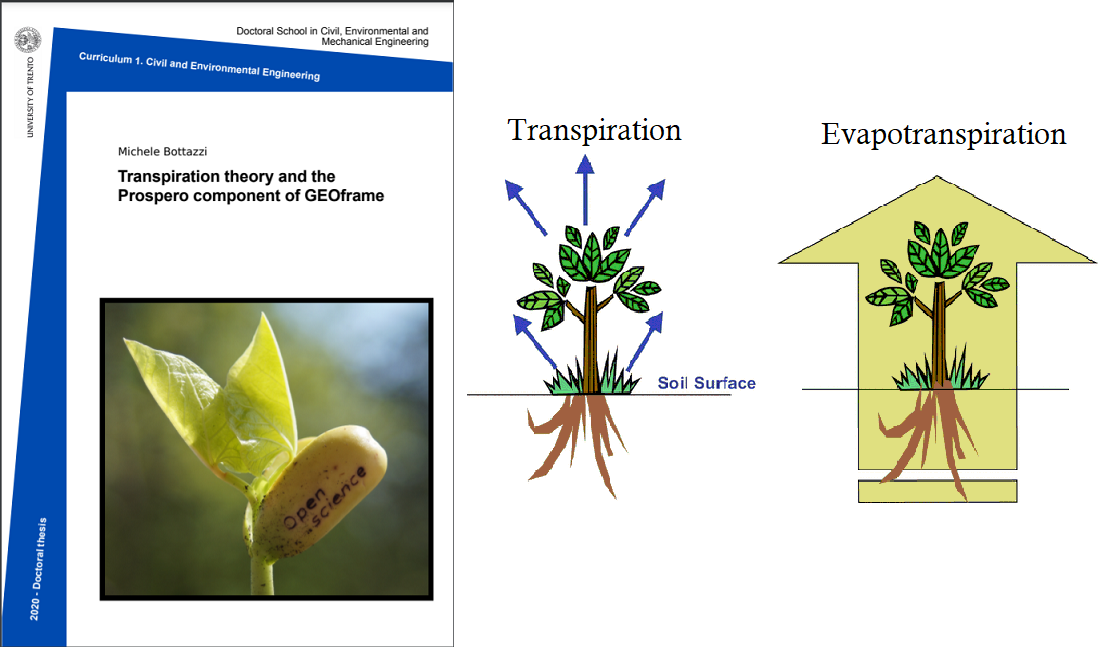 Doctoral School in Civil, Environmental and
Mechanical Engineering
Curriculum 1. Civil and Environmental Engineering
UNIVERSITY OF TRENTO
Michele Bottazzi
Transpiration theory and the
Prospero component of GEOframe
Open
science
2020 - Doctoral thesis
Transpiration
Soil Surface
Evapotranspiration